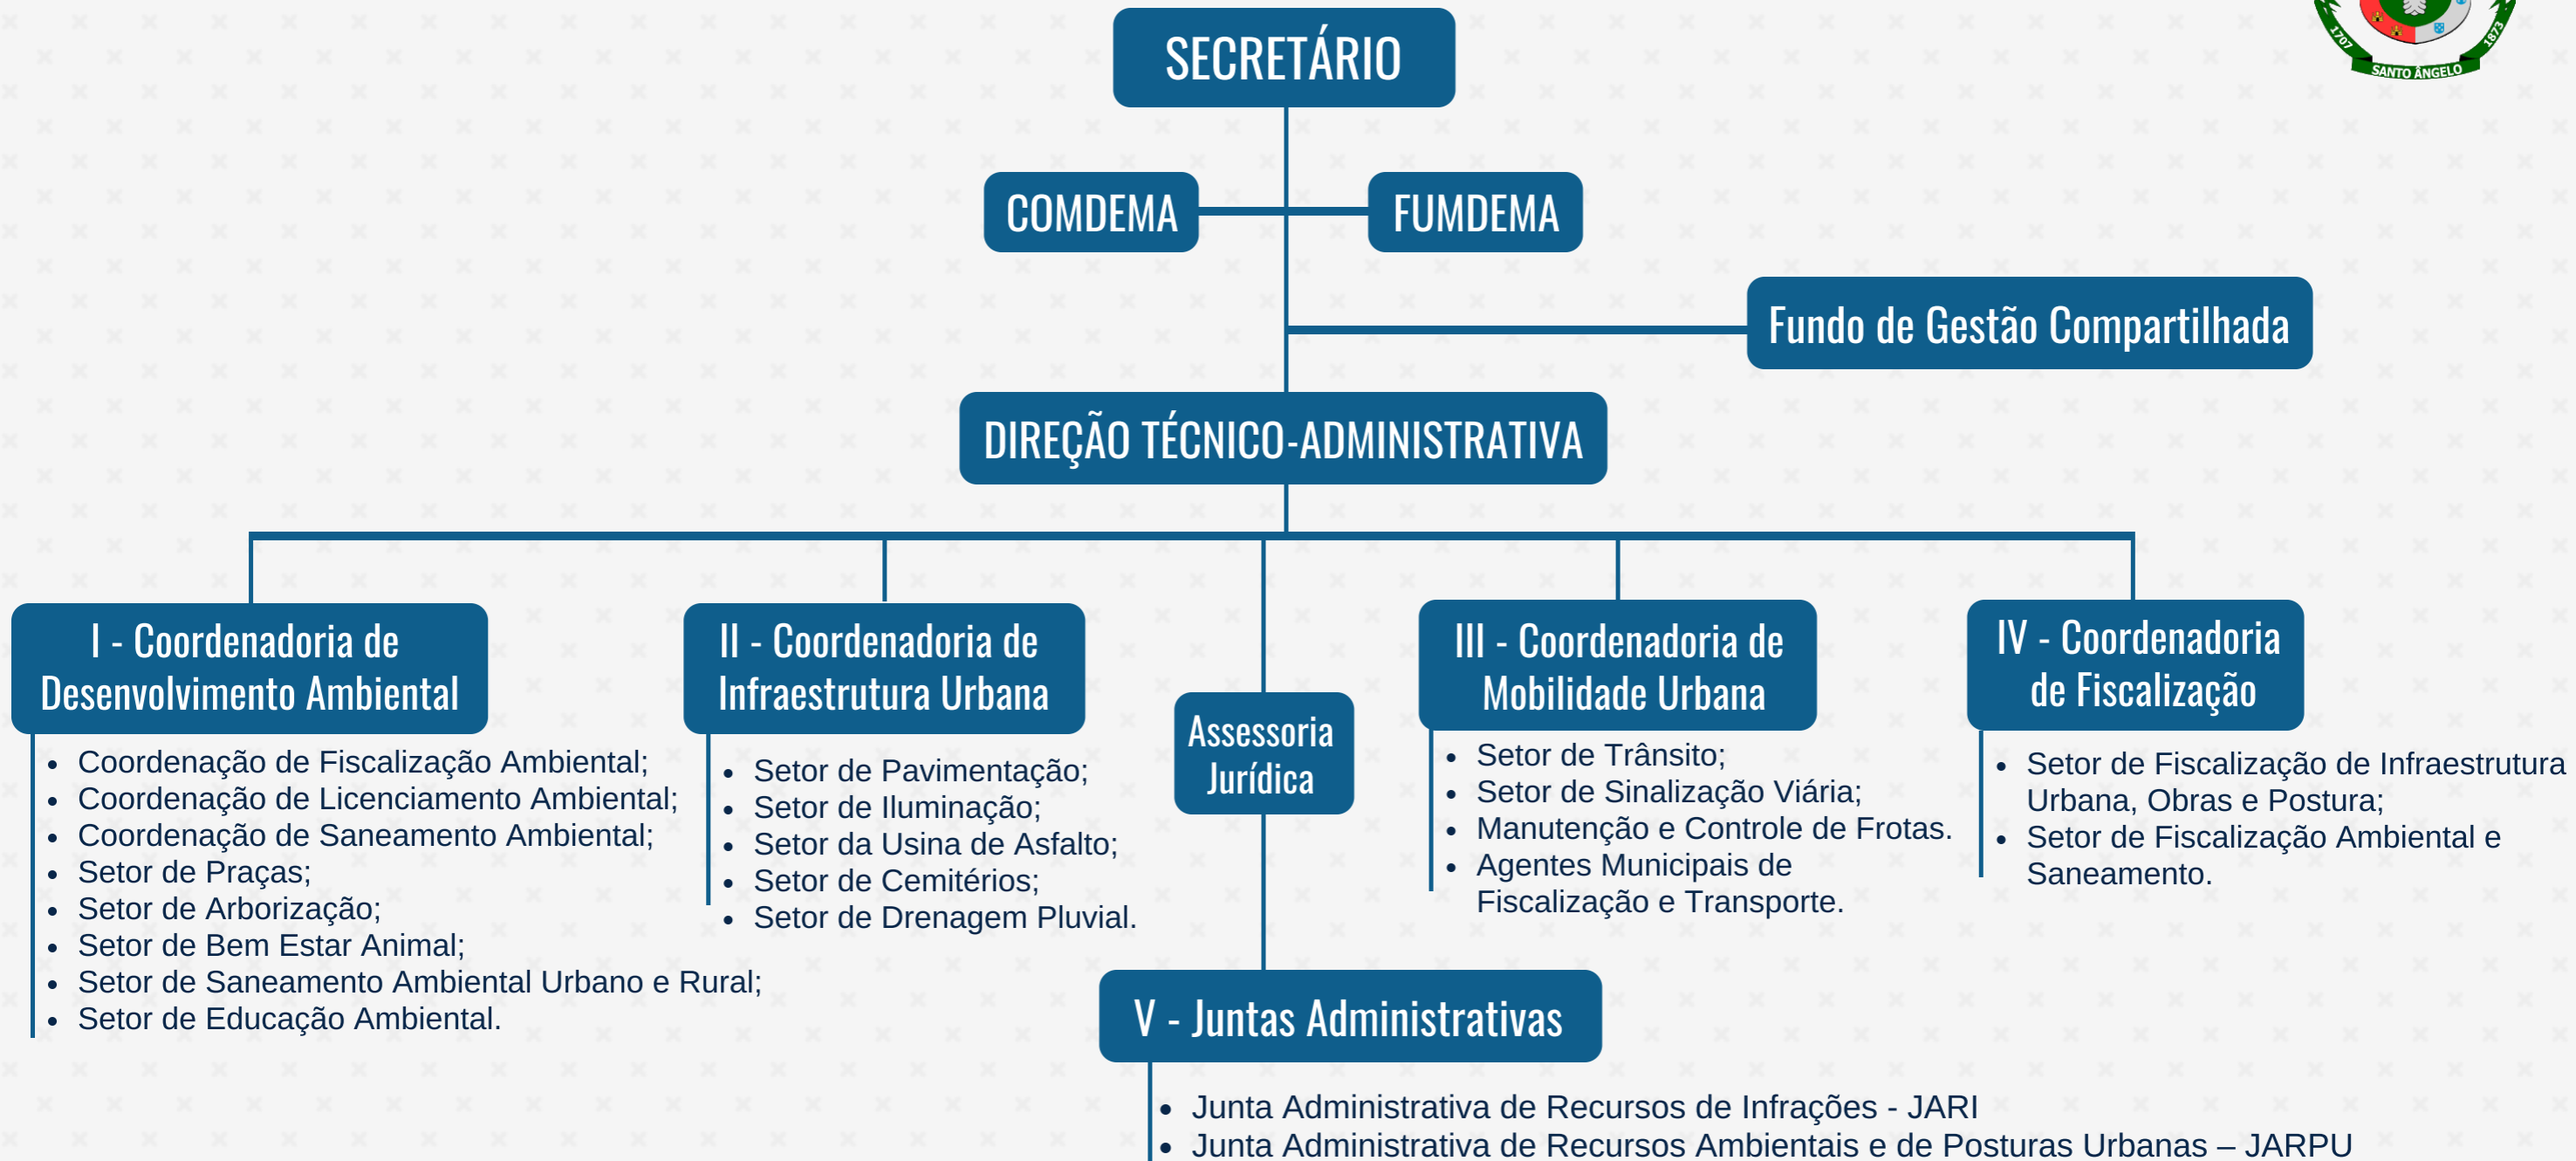 1707
1873
SANTO ÂNGELO
SECRETÁRIO
COMDEMA
FUMDEMA
Fundo de Gestão Compartilhada
DIREÇÃO TÉCNICO-ADMINISTRATIVA
I - Coordenadoria de
Desenvolvimento Ambiental
• Coordenação de Fiscalização Ambiental;
• Coordenação de Licenciamento Ambiental;
• Coordenação de Saneamento Ambiental;
• Setor de Praças;
• Setor de Arborização;
• Setor de Bem Estar Animal;
• Setor de Saneamento Ambiental Urbano e Rural;
• Setor de Educação Ambiental.
II - Coordenadoria de
Infraestrutura Urbana
• Setor de Pavimentação;
• Setor de Iluminação;
• Setor da Usina de Asfalto;
• Setor de Cemitérios;
• Setor de Drenagem Pluvial.
Assessoria
Jurídica
III - Coordenadoria de
Mobilidade Urbana
• Setor de Trânsito;
• Setor de Sinalização Viária;
• Manutenção e Controle de Frotas.
• Agentes Municipais de
Fiscalização e Transporte.
IV - Coordenadoria
de Fiscalização
• Setor de Fiscalização de Infraestrutura
Urbana, Obras e Postura;
• Setor de Fiscalização Ambiental e
Saneamento.
V - Juntas Administrativas
• Junta Administrativa de Recursos de Infrações - JARI
• Junta Administrativa de Recursos Ambientais e de Posturas Urbanas – JARPU